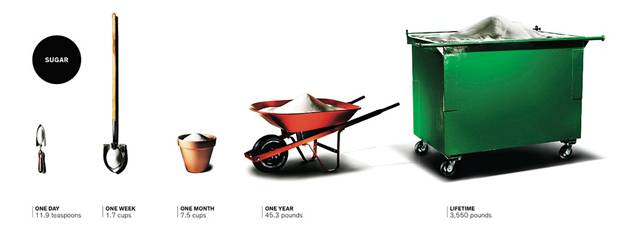 SUGAR
ONE DAY
11.9 teaspoons
ONE WEEK
1.7 cups
ONE MONTH
7.5 cups
ONE YEAR
45.3 pounds
LIFETIME
3,550 pounds